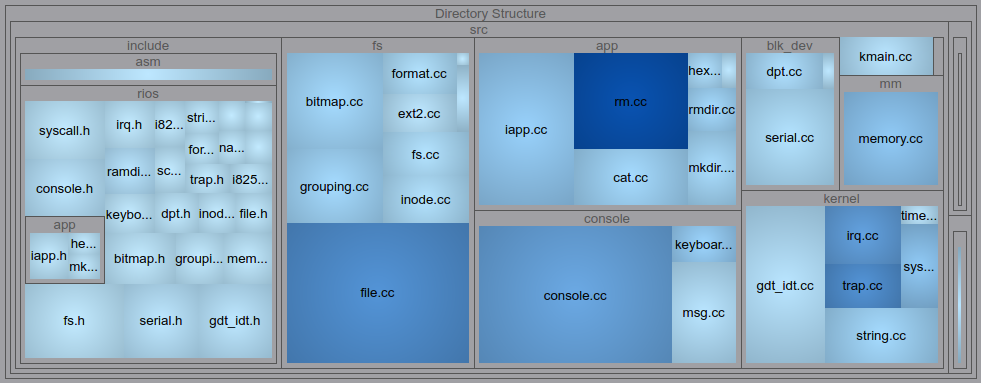 Directory Structure
src
include
asm
rios
syscall.h
irq.h
i82...
stri...
for...
na...
console.h
ramdi...
sc...
trap.h
i825...
keybo...
dpt.h
inod...
file.h
app
iapp.h
he...
mk...
bitmap.h
groupi...
mem...
fs.h
serial.h
gdt_idt.h
fs
bitmap.cc
format.cc
ext2.cc
grouping.cc
fs.cc
inode.cc
file.cc
app
iapp.cc
rm.cc
hex...
rmdir.cc
cat.cc
mkdir....
console
console.cc
keyboar...
msg.cc
blk_dev
dpt.cc
serial.cc
kmain.cc
mm
memory.cc
kernel
gdt_idt.cc
irq.cc
time...
trap.cc
sys...
string.cc